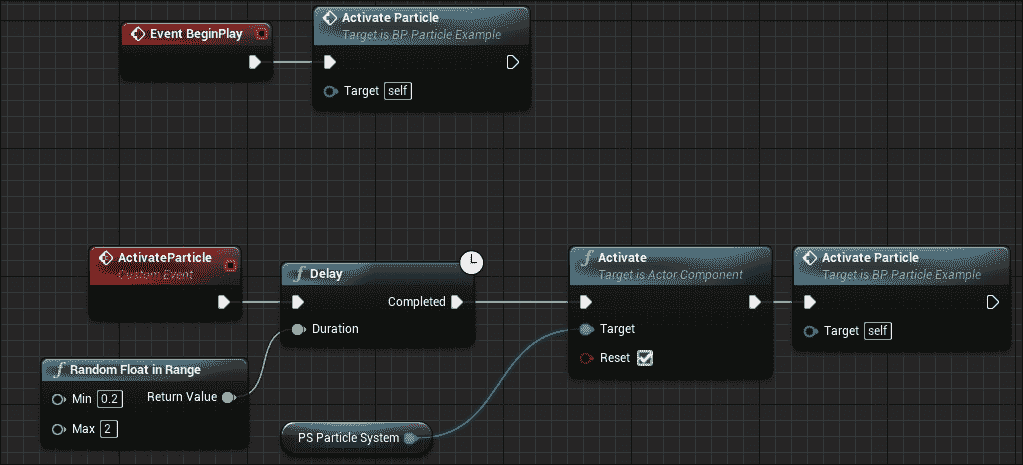 Event BeginPlay
Activate Particle
Target is BP Particle Example
Target self
ActivateParticle
Custom Event
Delay
Completed
Duration
Random Float in Range
Min 0.2
Return Value
Max 2
PS Particle System
Activate
Target is Actor Component
Target
Reset
Activate Particle
Target is BP Particle Example
Target self